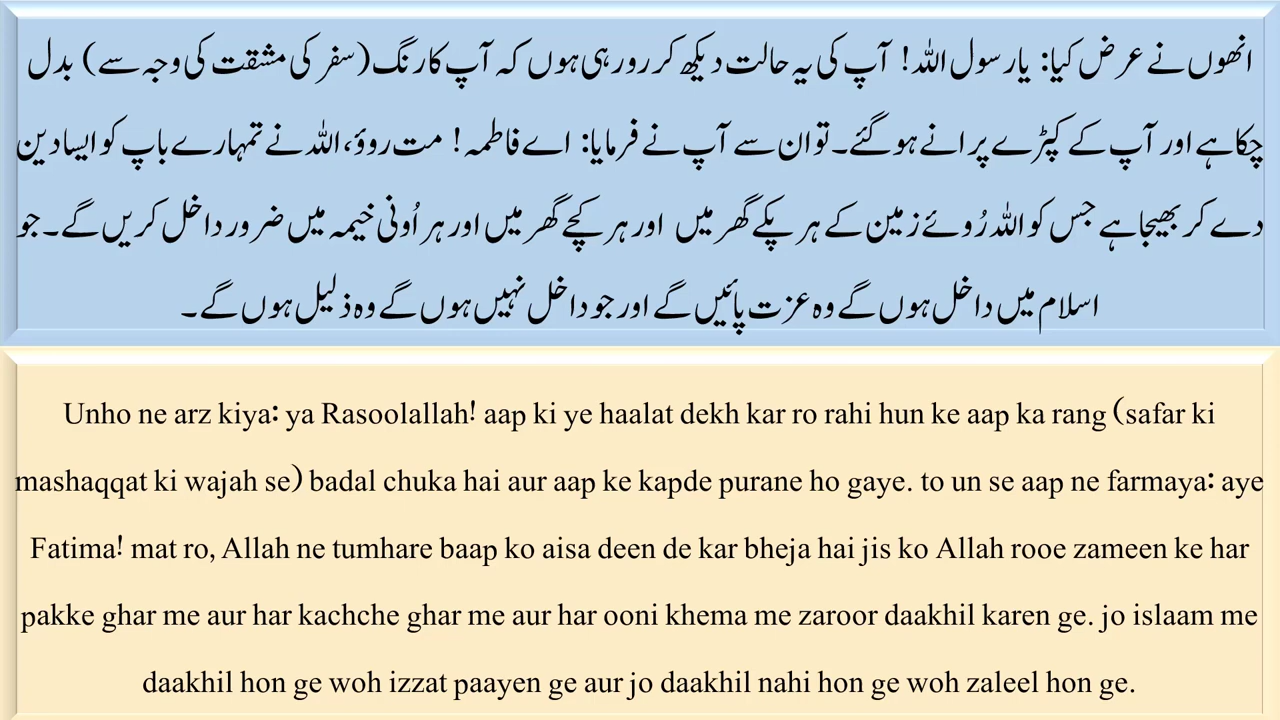 انھوں نے عرض کیا: یا رسول اللہ! آپ کی یہ حالت دیکھ کر رو رہی ہوں کہ آپ کا رنگ (سفر کی مشقت کی وجہ سے) بدل
چکا ہے اور آپ کے کپڑے پرانے ہو گئے۔ تو ان سے آپ نے فرمایا: اے فاطمہ! مت روؤ، اللہ نے تمہارے باپ کو ایسا دین
دے کر بھیجا ہے جس کو اللہ رُوئے زمین کے ہر پکے گھر میں اور ہر کچے گھر میں اور ہر اُونی خیمہ میں ضرور داخل کریں گے۔ جو
اسلام میں داخل ہوں گے وہ عزت پائیں گے اور جو داخل نہیں ہوں گے وہ ذلیل ہوں گے۔
Unho ne arz kiya: ya Rasoolallah! aap ki ye haalat dekh kar ro rahi hun ke aap ka rang (safar ki
mashaqqat ki wajah se) badal chuka hai aur aap ke kapde purane ho gaye. to un se aap ne farmaya: aye
Fatima! mat ro, Allah ne tumhare baap ko aisa deen de kar bheja hai jis ko Allah rooe zameen ke har
pakke ghar me aur har kachche ghar me aur har ooni khema me zaroor daakhil karen ge. jo islaam me
daakhil hon ge woh izzat paayen ge aur jo daakhil nahi hon ge woh zaleel hon ge.